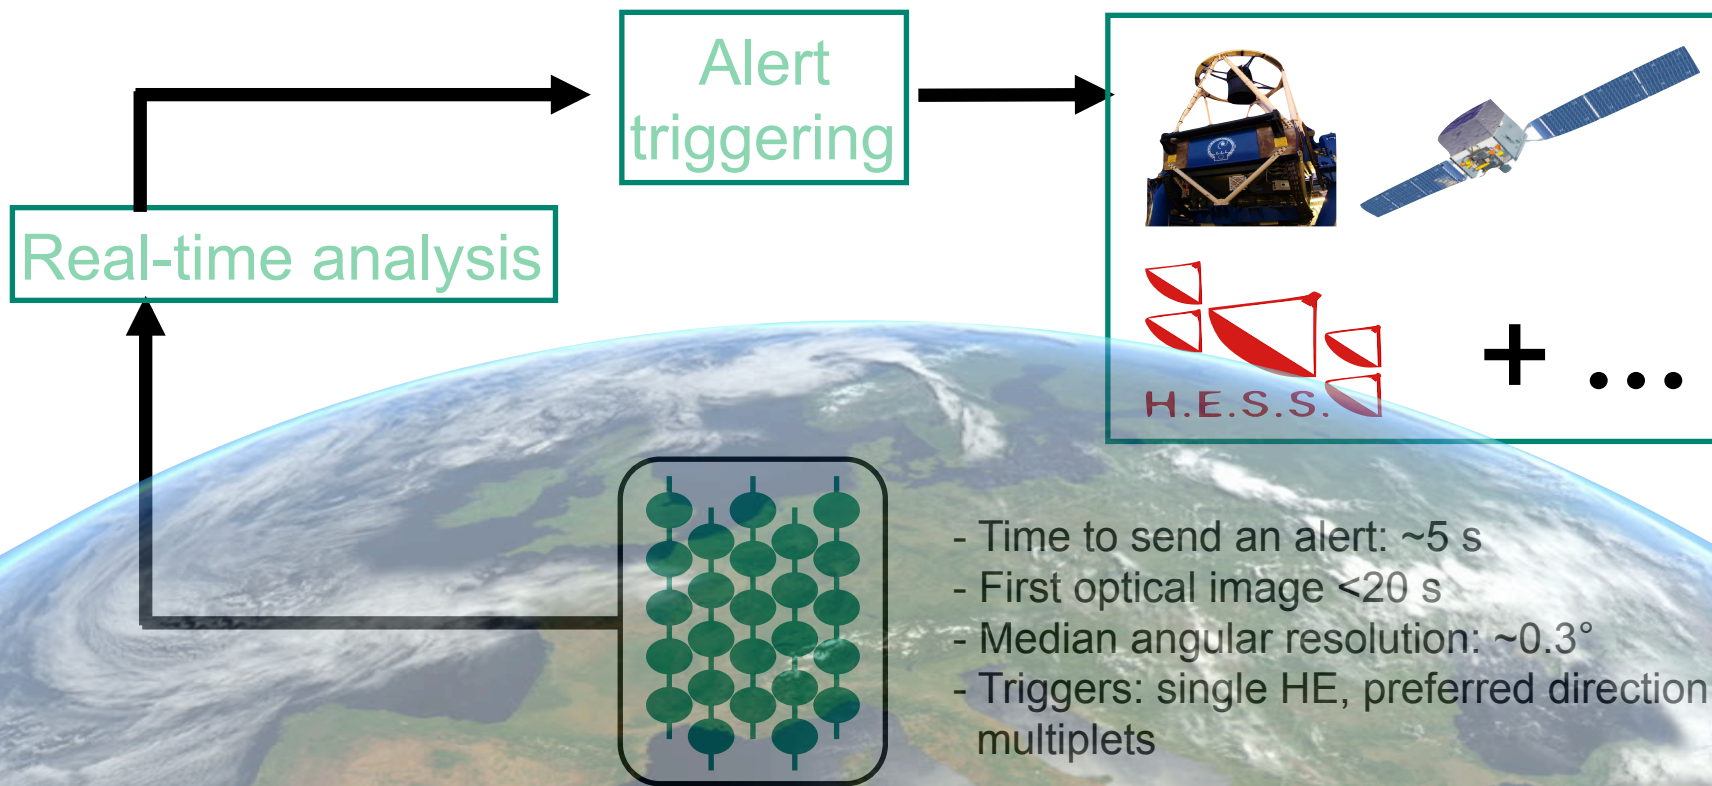 Alert
triggering
Real-time analysis
H.E.S.S.
+ ...
- Time to send an alert: ~5 s
- First optical image <20 s
- Median angular resolution: ~0.3°
- Triggers: single HE, preferred direction
multiplets